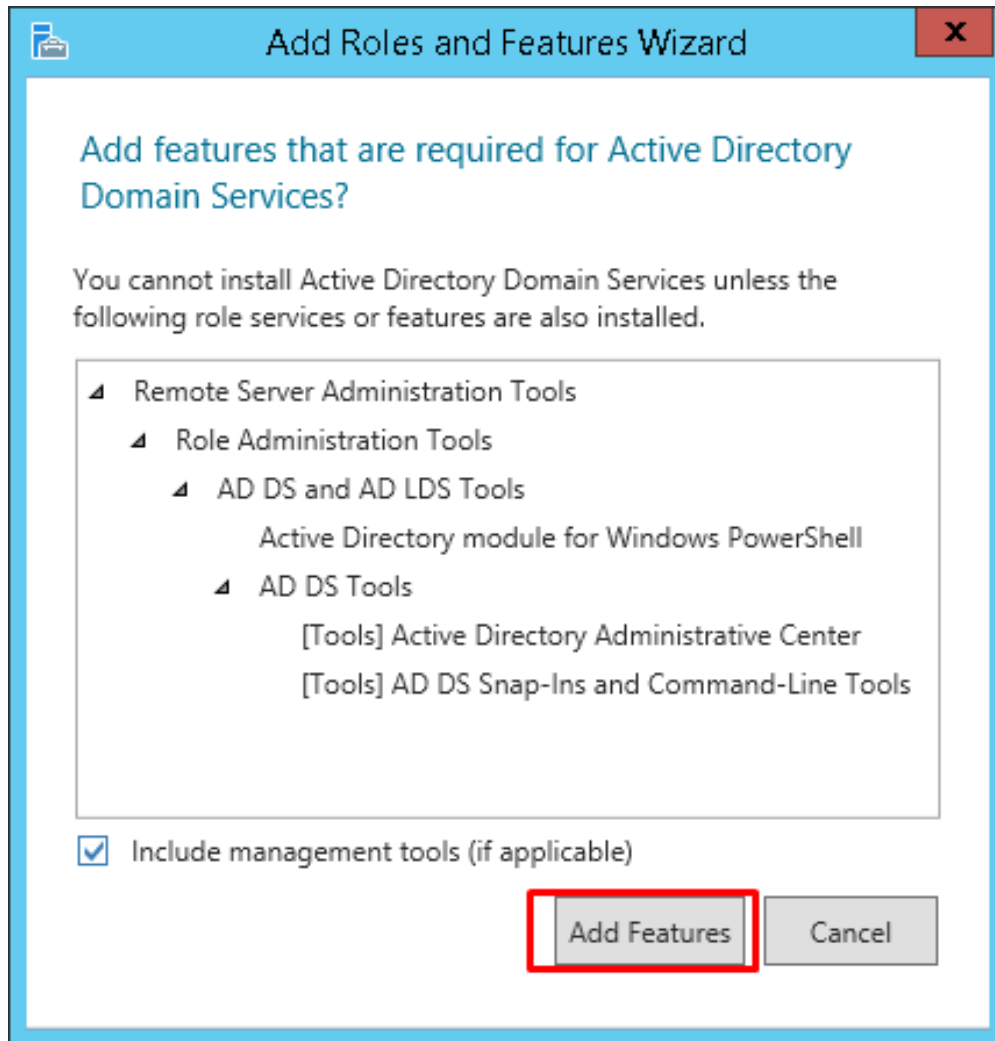 Add Roles and Features Wizard
x
Add features that are required for Active Directory
Domain Services?
You cannot install Active Directory Domain Services unless the
following role services or features are also installed.
Remote Server Administration Tools
Role Administration Tools
AD DS and AD LDS Tools
Active Directory module for Windows PowerShell
AD DS Tools
[Tools] Active Directory Administrative Center
[Tools] AD DS Snap-Ins and Command-Line Tools
Include management tools (if applicable)
Add Features Cancel